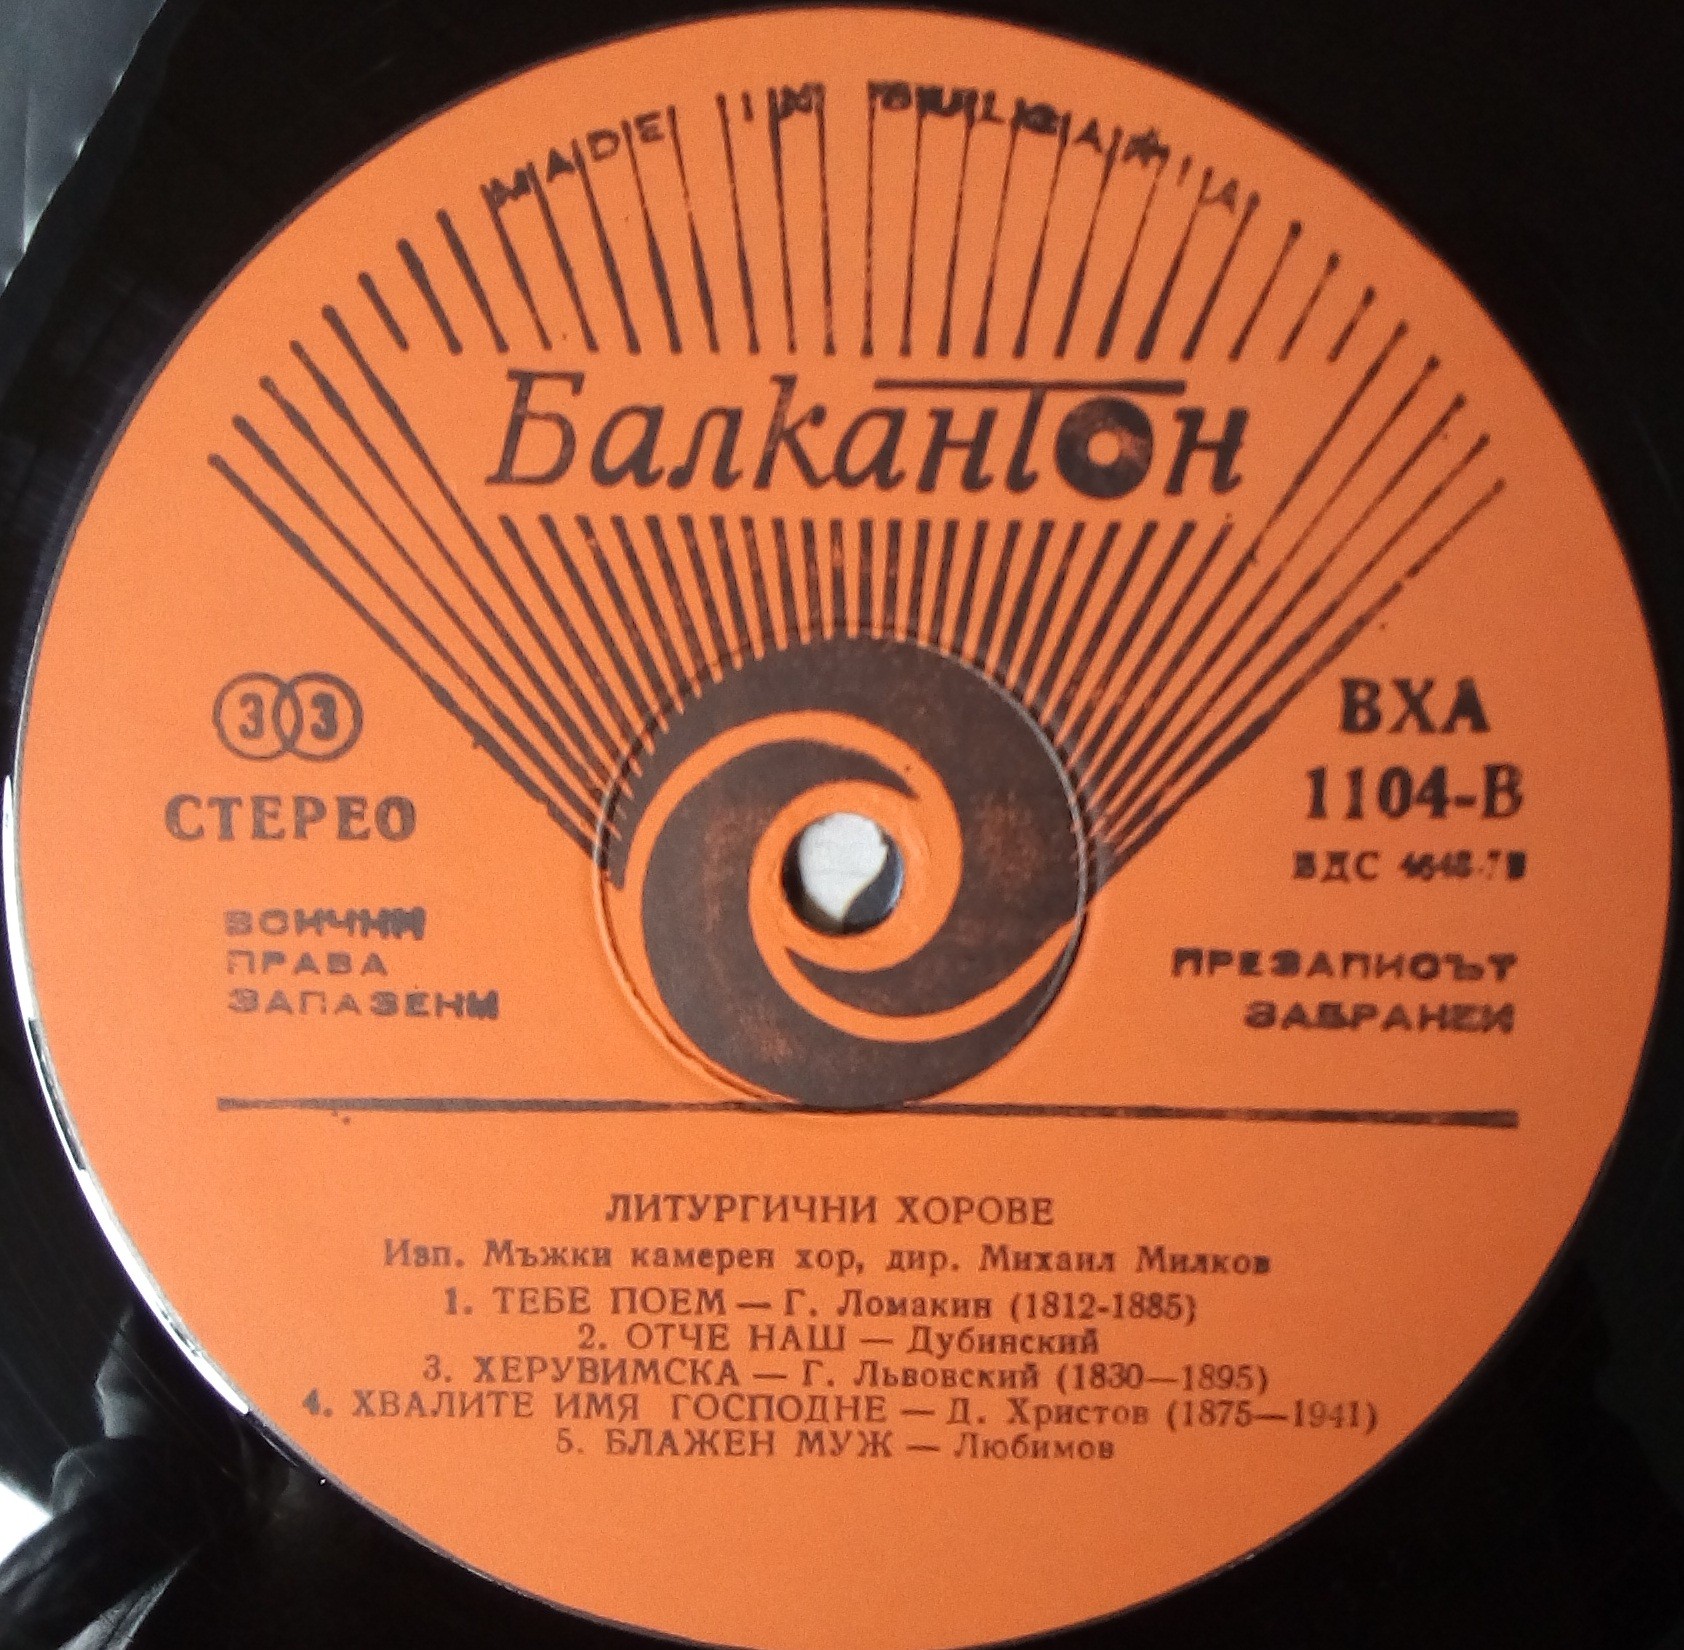 MADE IN BULGARIA
Балкантон
33
СТЕРЕО
ВСИЧКИ
ПРАВА
ЗАПАЗЕНИ
ВХА
1104-В
БДС
ПРЕЗАПИСЪТ
ЗАБРАНЕН
ЛИТУРГИЧНИ ХОРОВЕ
Изп. Мъжки камерен хор, дир. Михаил Милков
1. ТЕБЕ ПОЕМ — Г. Ломакин (1812-1885)
2. ОТЧЕ НАШ — Дубинский
3. ХЕРУВИМСКА — Г. Львовский (1830—1895)
4. ХВАЛИТЕ ИМЯ ГОСПОДНЕ — Д. Христов (1875—1941)
5. БЛАЖЕН МУЖ — Любимов